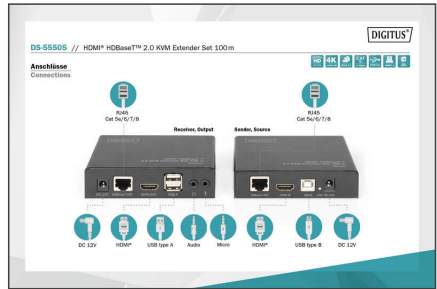 DIGITUS®
DS-55505 // HDMI® HDBaseT™ 2.0 KVM Extender Set 100 m
4K
Anschlüsse
Connections
RJ45
Cat 5e/6/7/8
RJ45
Cat 5e/6/7/8
Receiver, Output
Sender, Source
DC 12V
HDMI®
USB type A
Audio
Micro
HDMI®
USB type B
DC 12V